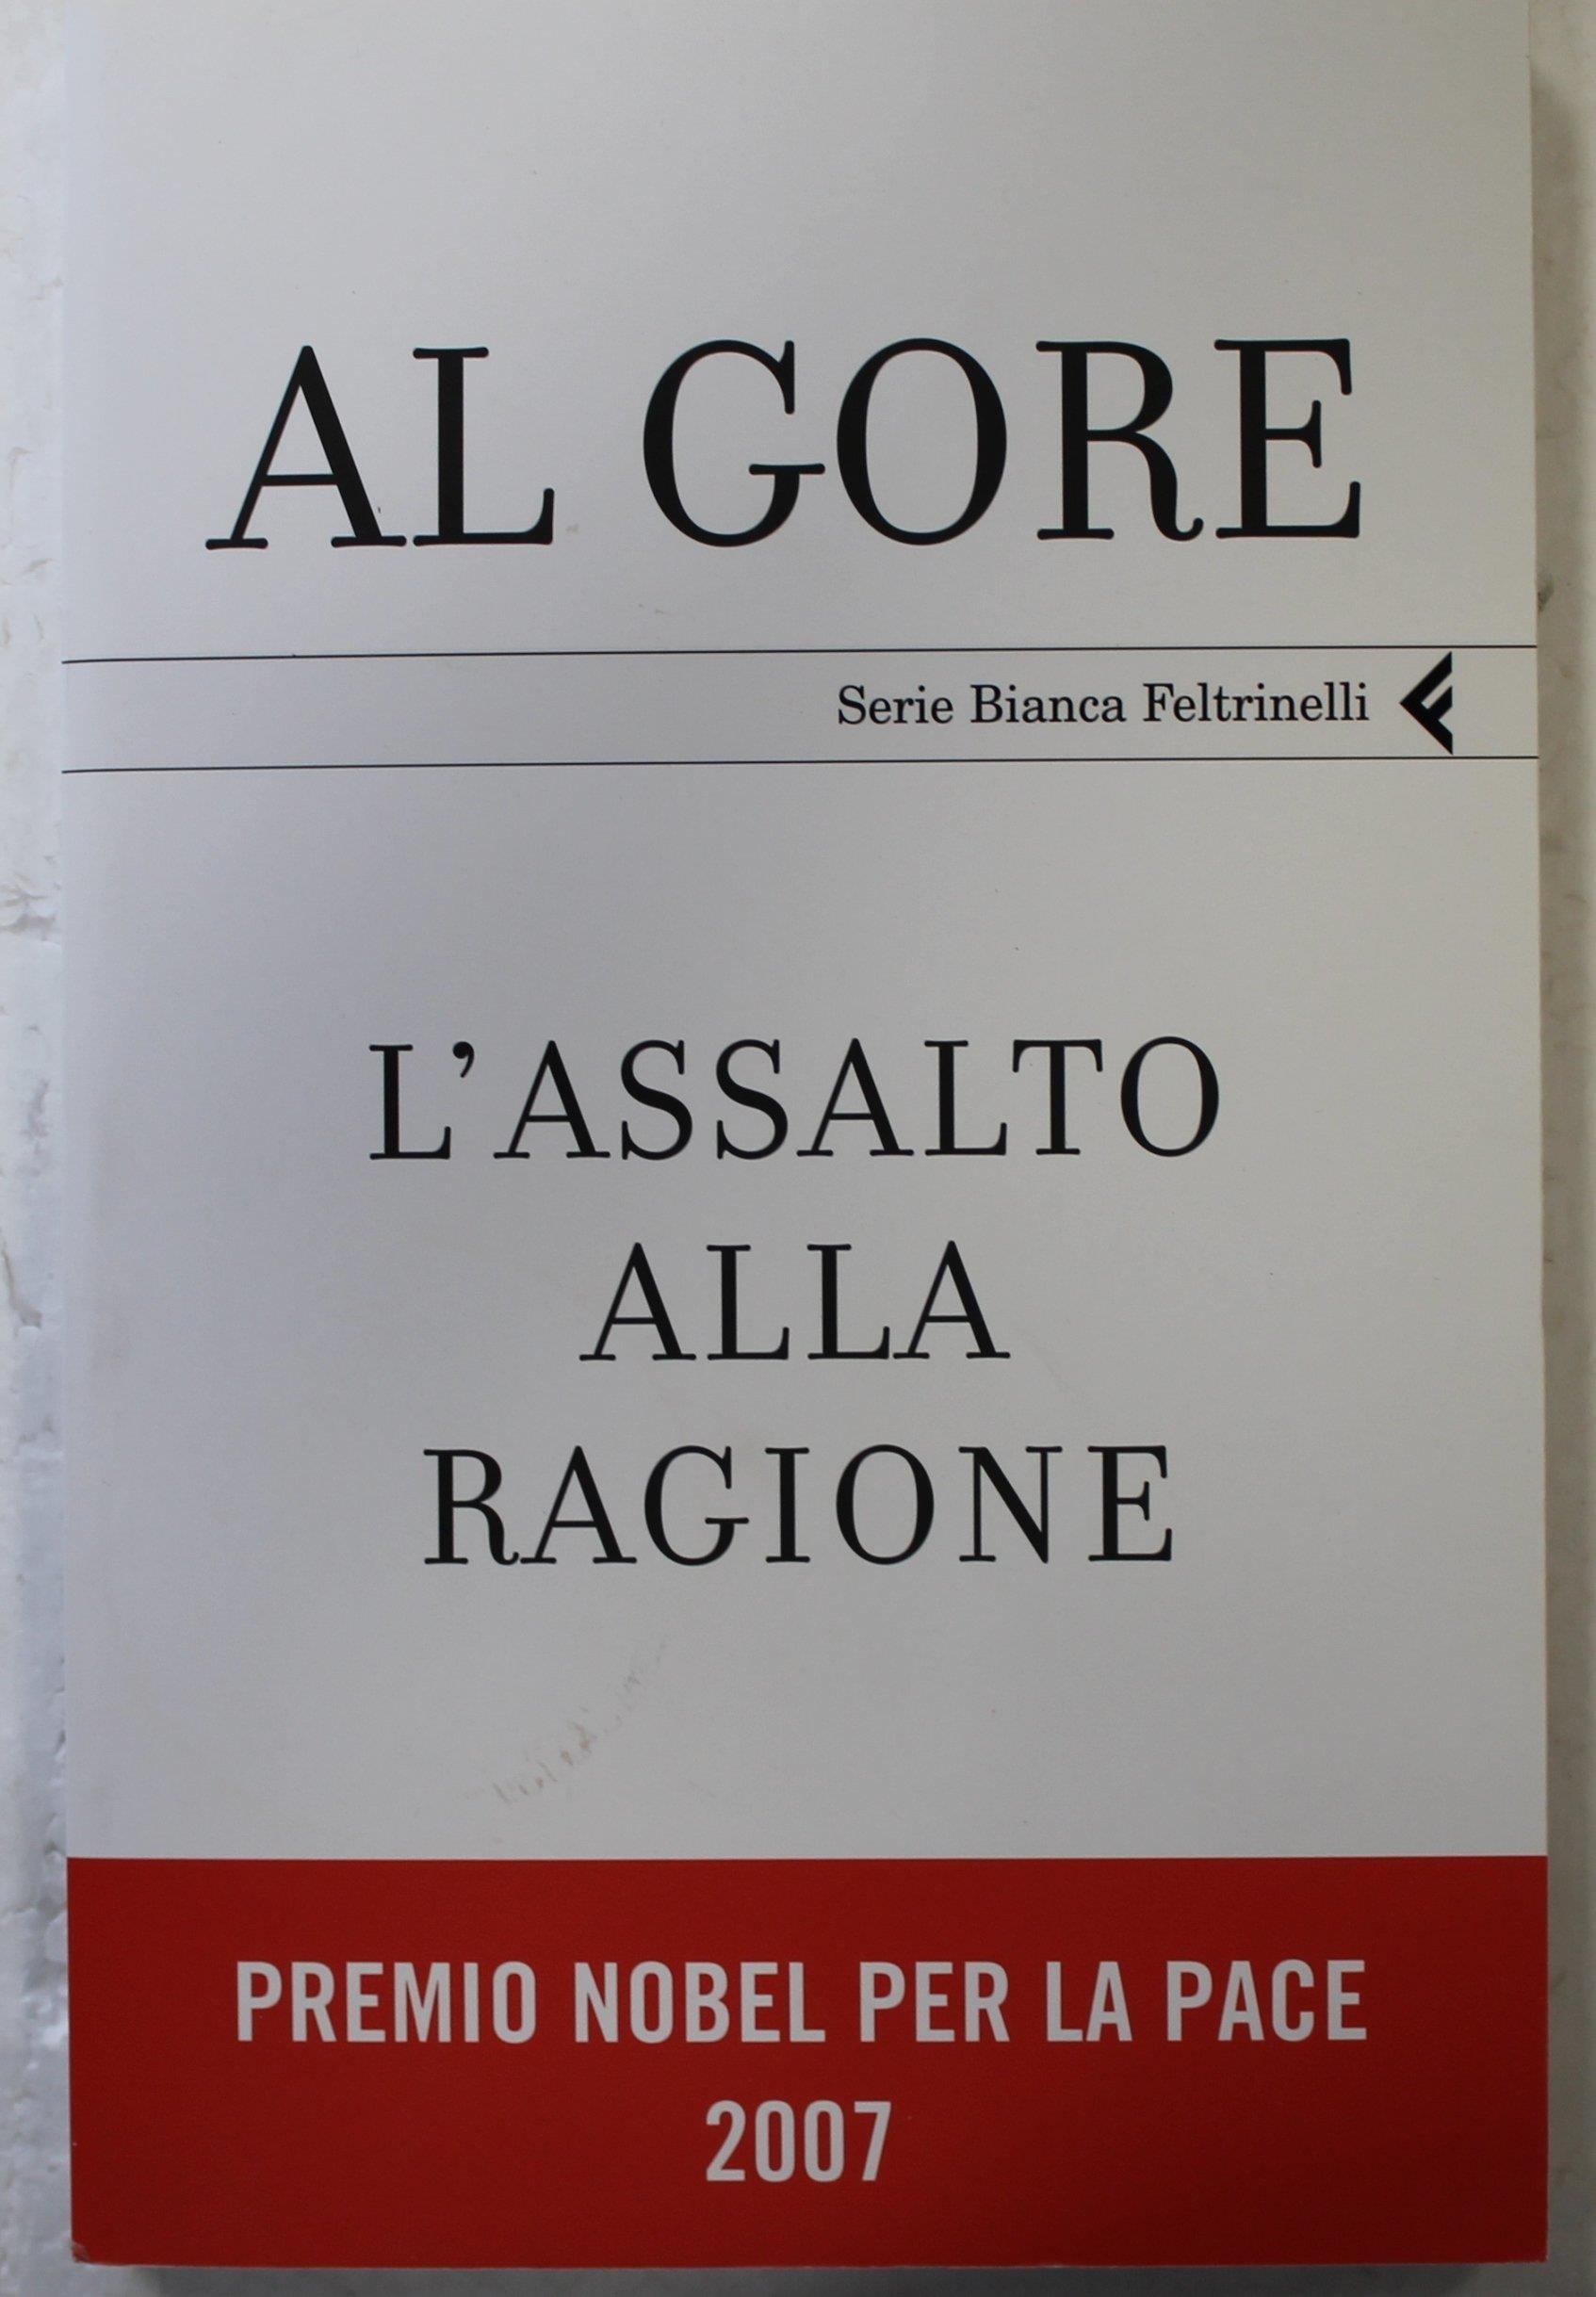 AL GORE
Serie Bianca Feltrinelli
L'ASSALTO
ALLA
RAGIONE
PREMIO NOBEL PER LA PACE
2007